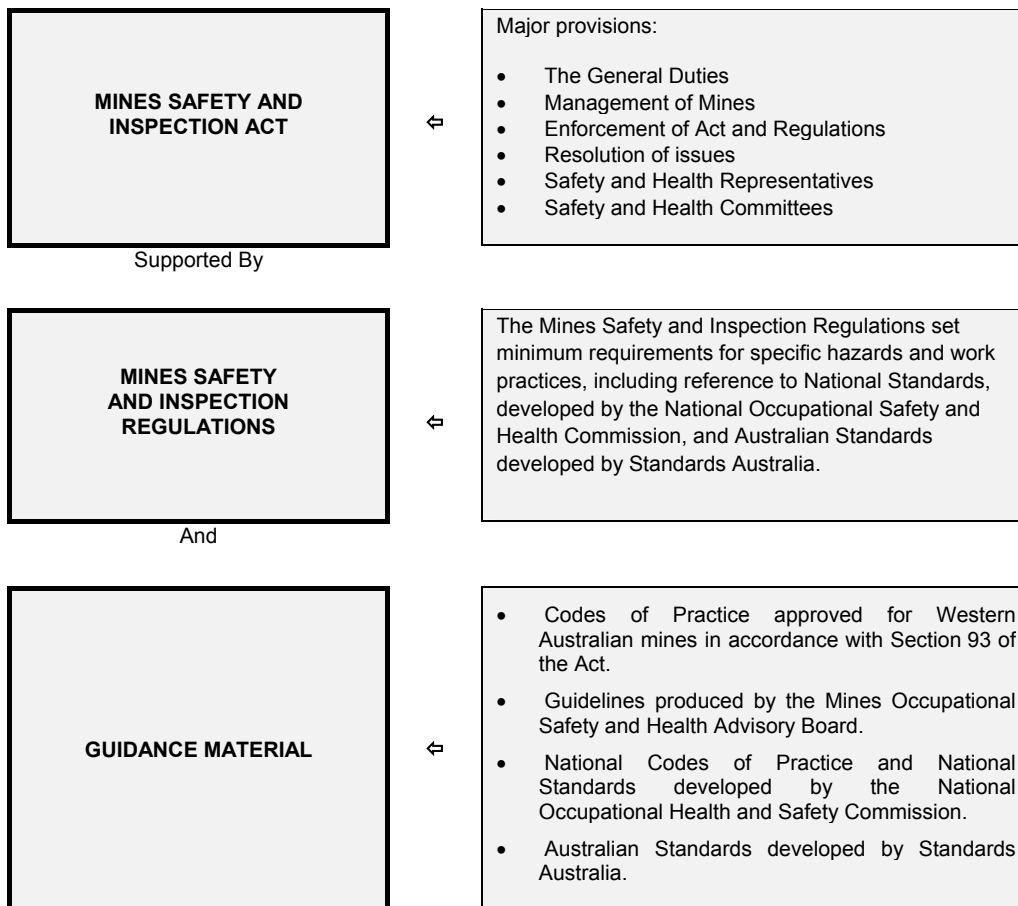 MINES SAFETY AND
INSPECTION ACT
⇦
Major provisions:
• The General Duties
• Management of Mines
• Enforcement of Act and Regulations
• Resolution of issues
• Safety and Health Representatives
• Safety and Health Committees
Supported By
MINES SAFETY
AND INSPECTION
REGULATIONS
⇦
The Mines Safety and Inspection Regulations set
minimum requirements for specific hazards and work
practices, including reference to National Standards,
developed by the National Occupational Safety and
Health Commission, and Australian Standards
developed by Standards Australia.
And
GUIDANCE MATERIAL
⇦
• Codes of Practice approved for Western
Australian mines in accordance with Section 93 of
the Act.
• Guidelines produced by the Mines Occupational
Safety and Health Advisory Board.
• National Codes of Practice and National
Standards developed by the National
Occupational Health and Safety Commission.
• Australian Standards developed by Standards
Australia.